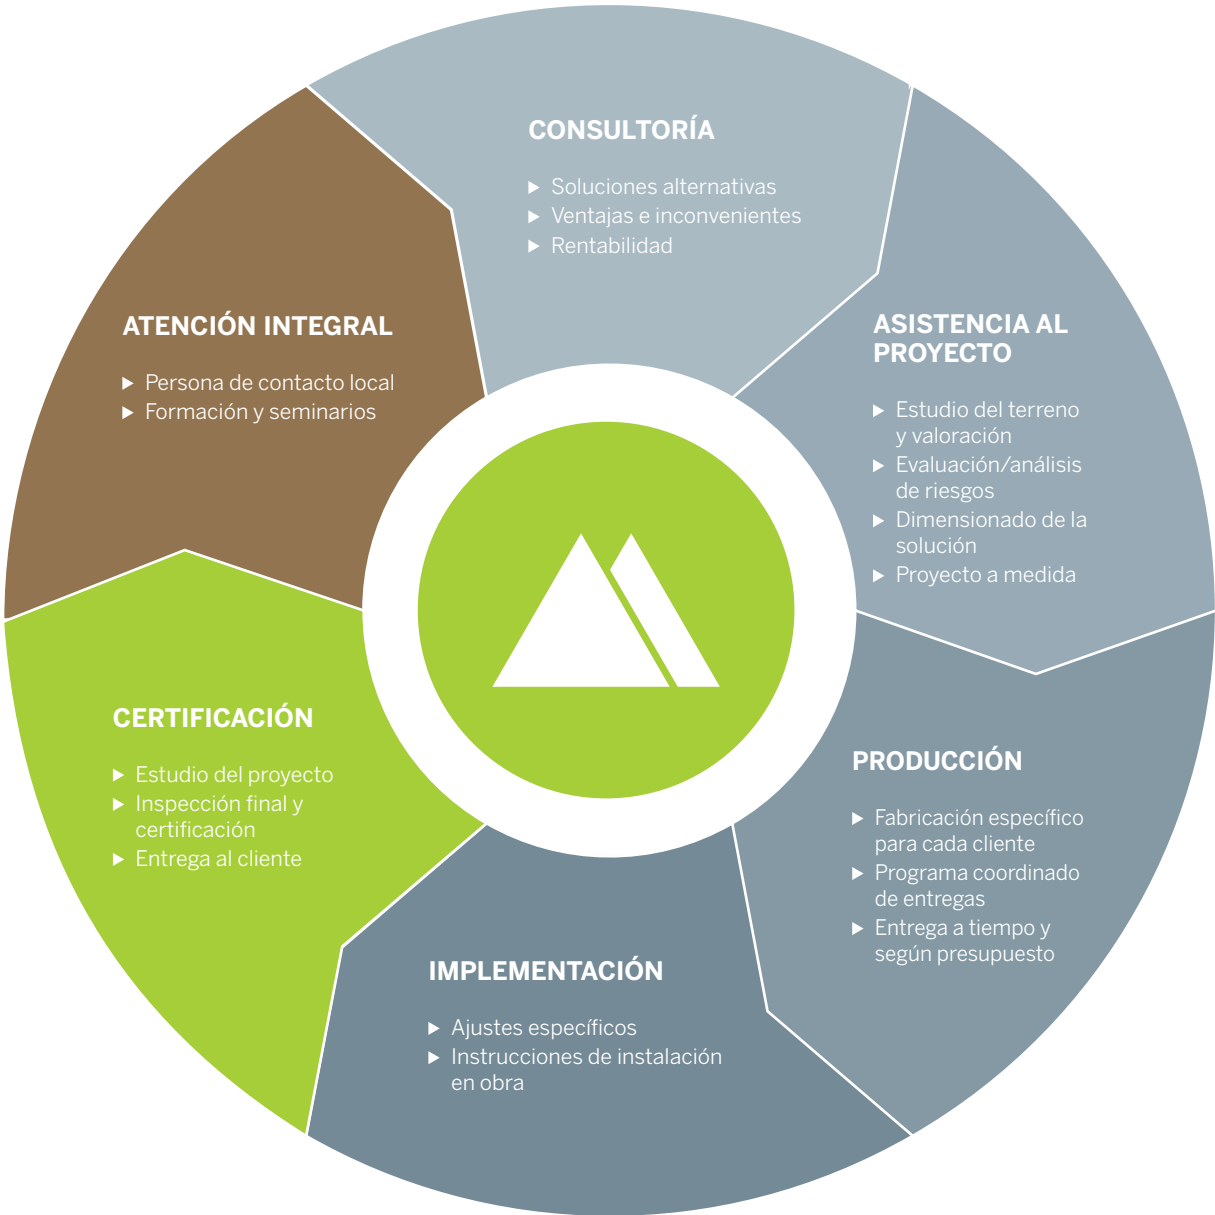 CONSULTORÍA
► Soluciones alternativas
► Ventajas e inconvenientes
► Rentabilidad
ASISTENCIA AL
PROYECTO
► Estudio del terreno
y valoración
► Evaluación/análisis
de riesgos
► Dimensionado de la
solución
► Proyecto a medida
PRODUCCIÓN
► Fabricación específico
para cada cliente
► Programa coordinado
de entregas
► Entrega a tiempo y
según presupuesto
IMPLEMENTACIÓN
► Ajustes específicos
► Instrucciones de instalación
en obra
CERTIFICACIÓN
► Estudio del proyecto
► Inspección final y
certificación
► Entrega al cliente
ATENCIÓN INTEGRAL
► Persona de contacto local
► Formación y seminarios